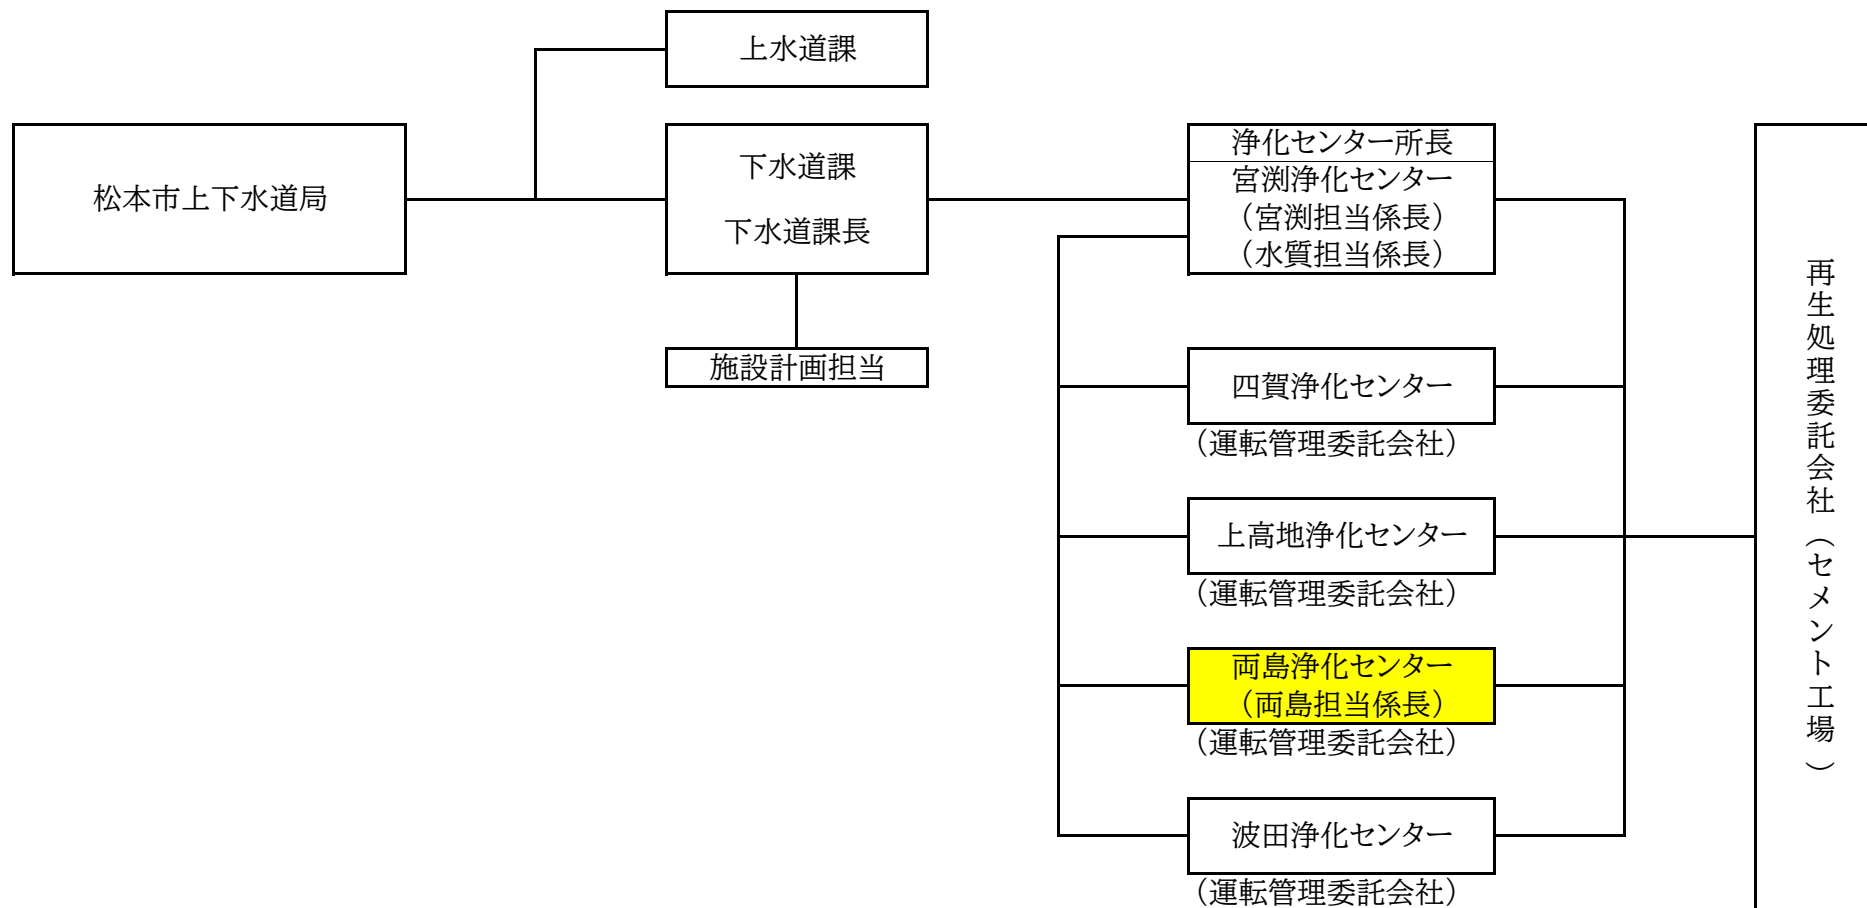 上水道課
松本市上下水道局
下水道課
下水道課長
施設計画担当
浄化センター所長
宮渕浄化センター
（宮渕担当係長）
（水質担当係長）
四賀浄化センター
（運転管理委託会社）
上高地浄化センター
（運転管理委託会社）
両島浄化センター
（両島担当係長）
（運転管理委託会社）
波田浄化センター
（運転管理委託会社）
再生処理委託会社（セメント工場）